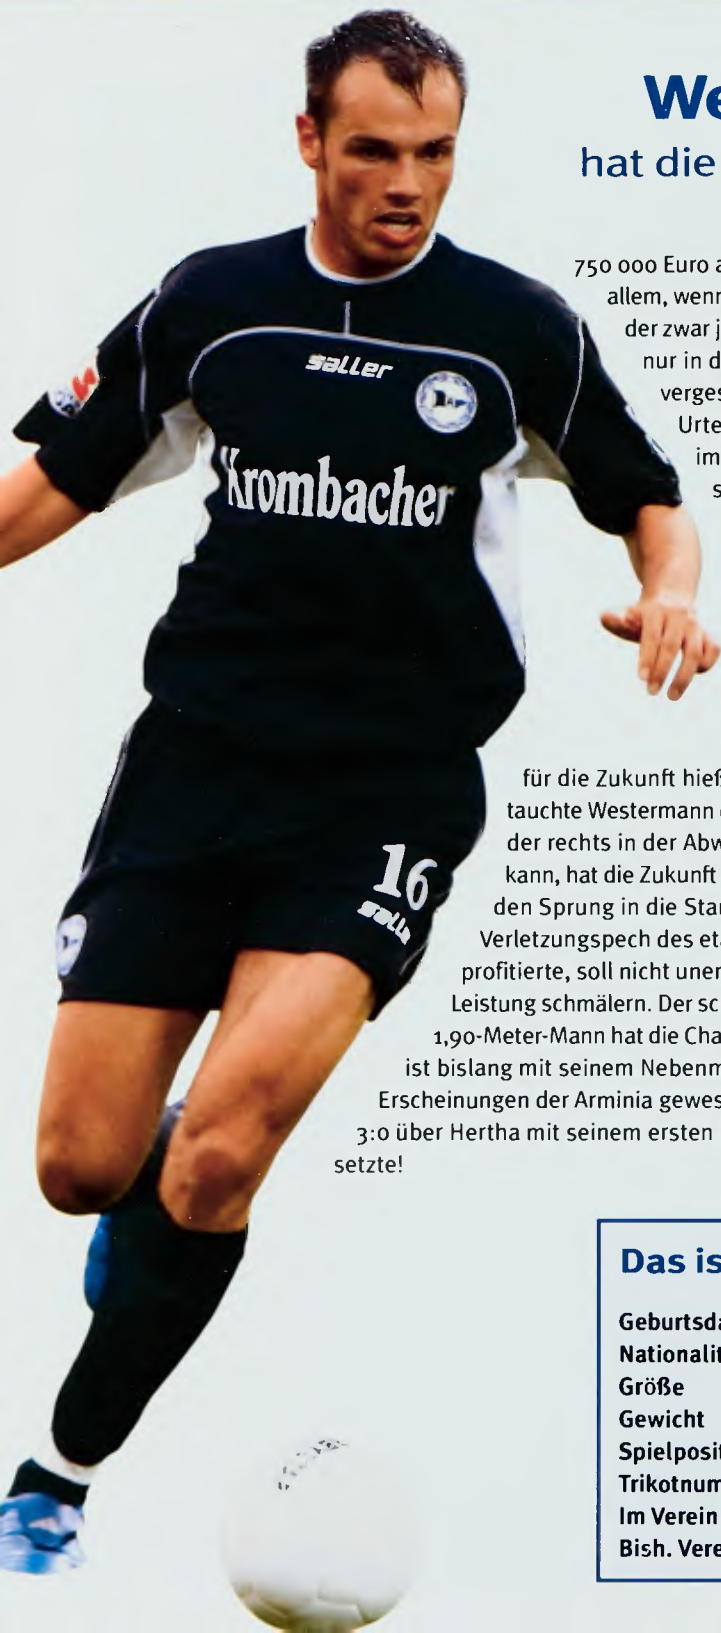 We
hat die
750 000 Euro a
allem, wenn
der zwar j
nur in d
verges
Urte
im
s
saller
Krombacher
für die Zukunft hieß
tauchte Westermann
der rechts in der Abw
kann, hat die Zukunft
den Sprung in die Sta
Verletzungspech des eta
profitierte, soll nicht uner
Leistung schmälern. Der sc
1,90-Meter-Mann hat die Cha
ist bislang mit seinem Nebenm
Erscheinungen der Arminia gewes
3:0 über Hertha mit seinem ersten
setzte!
16
salle
Das is
Geburtsda
Nationalit
Größe
Gewicht
Spielposit
Trikotnum
Im Verein
Bish. Vere